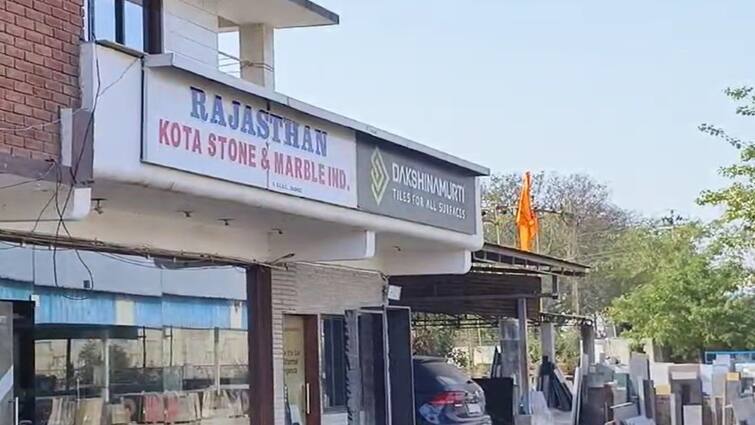 RAJASTHAN
KOTA STONE & MARBLE IND.
DAKSHINAMURTI
TILES FOR ALL SURFACES